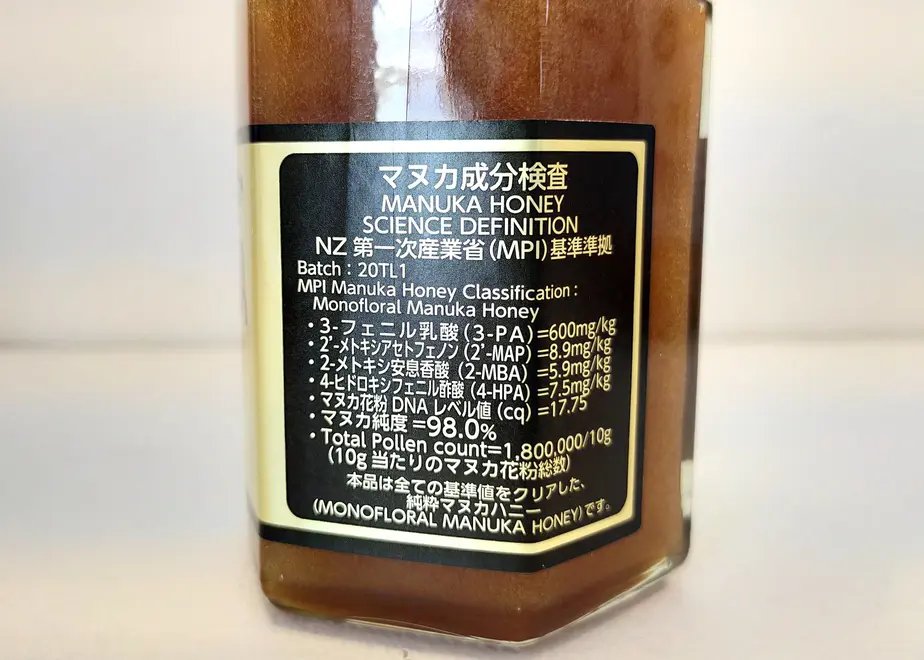 マヌカ成分検査
MANUKA HONEY
SCIENCE DEFINITION
NZ 第一次産業省(MPI)基準準拠
Batch : 20TL1
MPI Manuka Honey Classification :
Monofloral Manuka Honey
・3-フェニル乳酸 (3-PA) =600mg/kg
・2'-メトキシアセトフェノン (2'-MAP) =8.9mg/kg
・2-メトキシ安息香酸 (2-MBA) =5.9mg/kg
・4-ヒドロキシフェニル酢酸 (4-HPA) =7.5mg/kg
・マヌカ花粉 DNA レベル値 (cq) =17.75
・マヌカ純度 =98.0%
・Total Pollen count=1,800,000/10g
(10g 当たりのマヌカ花粉総数)
本品は全ての基準値をクリアした、
純粋マヌカハニー
(MONOFLORAL MANUKA HONEY)です。